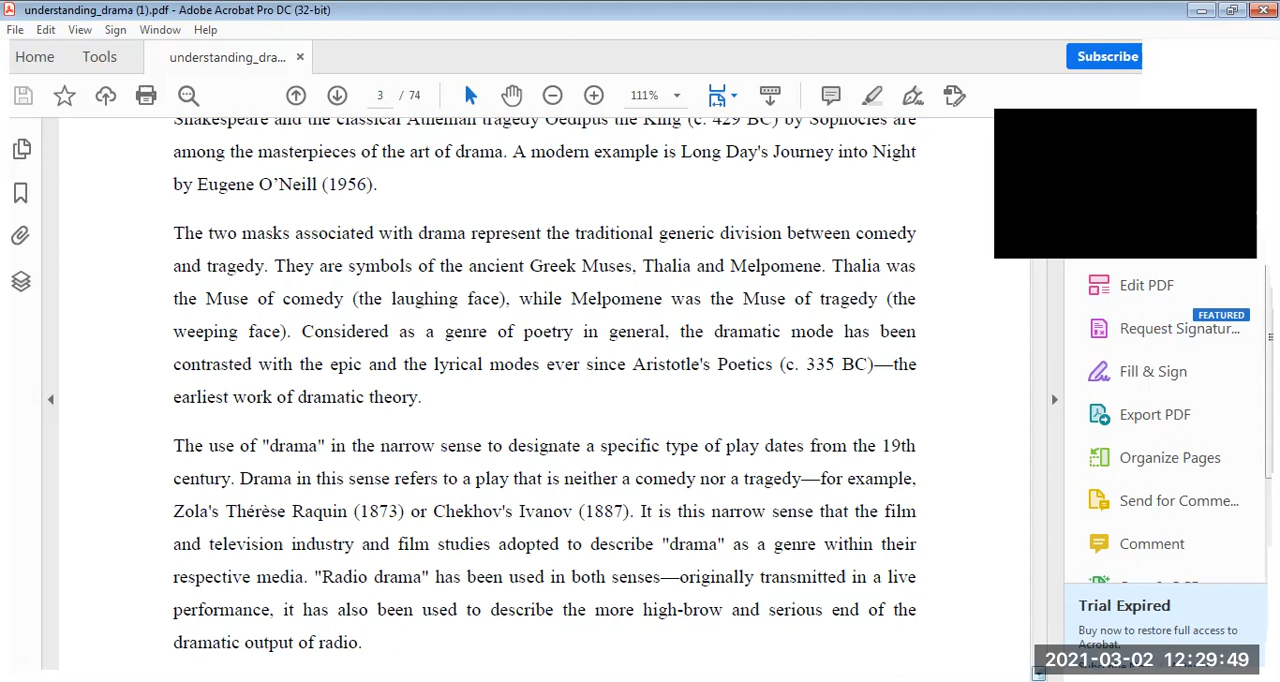 understanding_drama (1).pdf - Adobe Acrobat Pro DC (32-bit)
File Edit View Sign Window Help
Home Tools understanding_dra... × Subscribe
3 / 74 111%
Shakespeare and the classical Athenian tragedy Oedipus the King (c. 429 BC) by Sophocles are
among the masterpieces of the art of drama. A modern example is Long Day's Journey into Night
by Eugene O’Neill (1956).
The two masks associated with drama represent the traditional generic division between comedy
and tragedy. They are symbols of the ancient Greek Muses, Thalia and Melpomene. Thalia was
the Muse of comedy (the laughing face), while Melpomene was the Muse of tragedy (the
weeping face). Considered as a genre of poetry in general, the dramatic mode has been
contrasted with the epic and the lyrical modes ever since Aristotle's Poetics (c. 335 BC)—the
earliest work of dramatic theory.
The use of "drama" in the narrow sense to designate a specific type of play dates from the 19th
century. Drama in this sense refers to a play that is neither a comedy nor a tragedy—for example,
Zola's Thérèse Raquin (1873) or Chekhov's Ivanov (1887). It is this narrow sense that the film
and television industry and film studies adopted to describe "drama" as a genre within their
respective media. "Radio drama" has been used in both senses—originally transmitted in a live
performance, it has also been used to describe the more high-brow and serious end of the
dramatic output of radio.
Edit PDF
FEATURED
Request Signatur...
Fill & Sign
Export PDF
Organize Pages
Send for Comme...
Comment
Trial Expired
Buy now to restore full access to
Acrobat.
2021-03-02 12:29:49